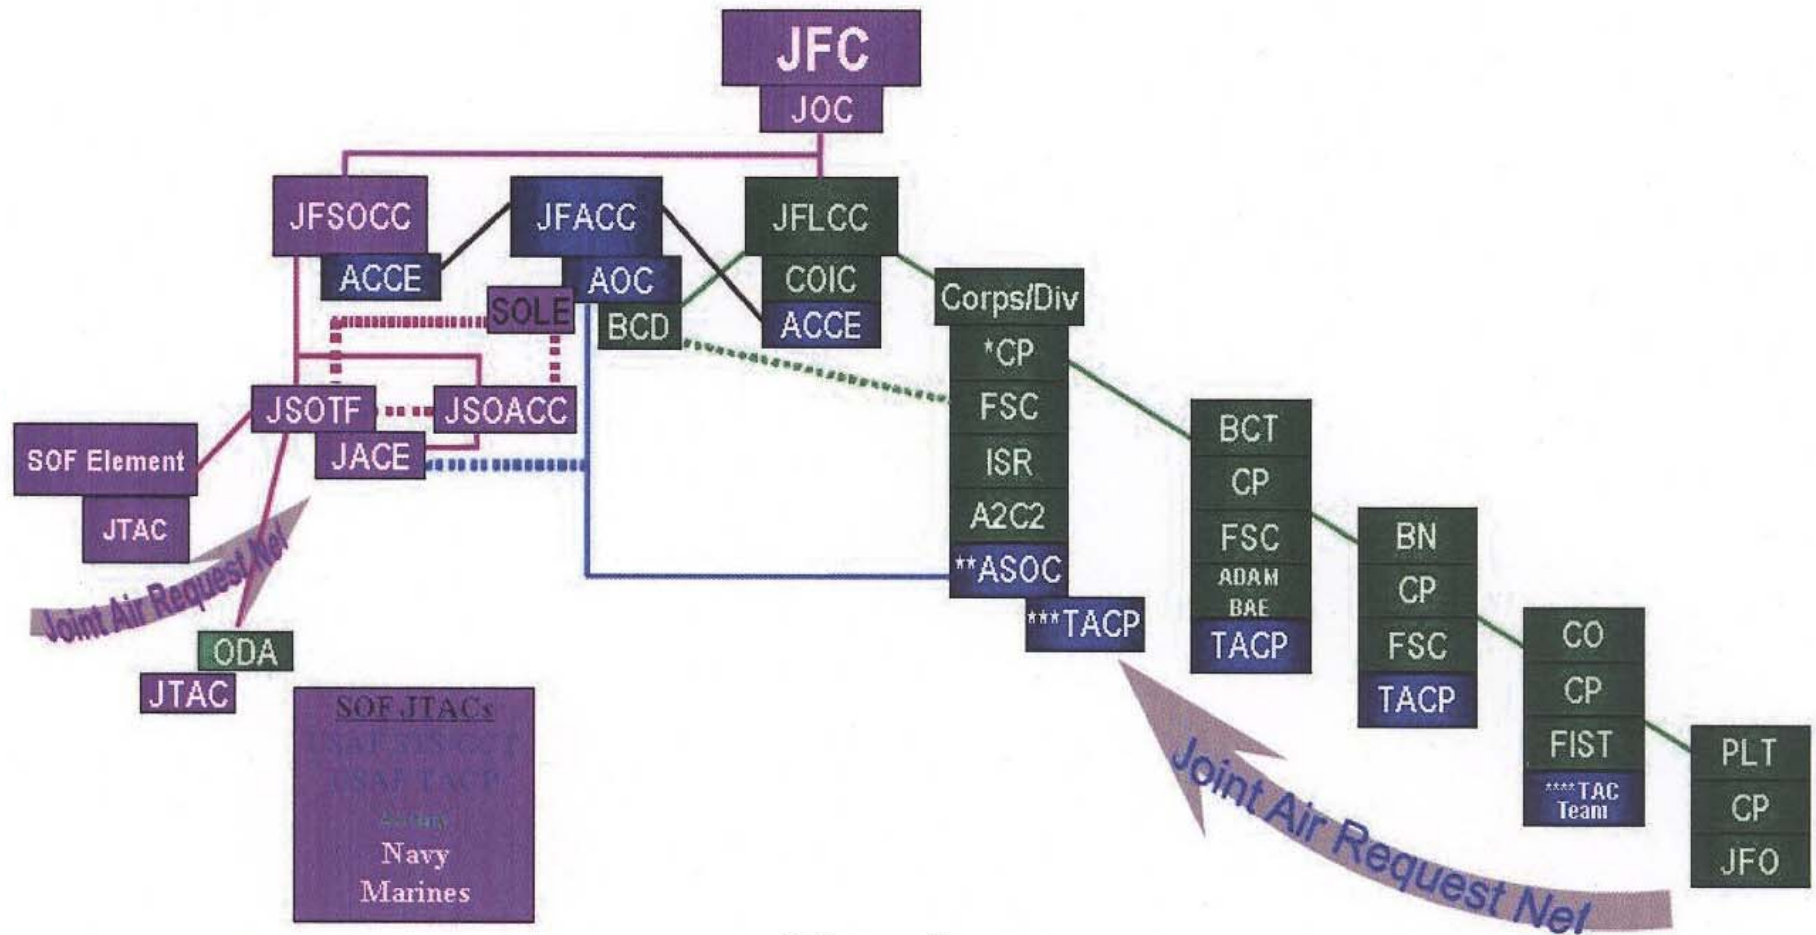 JFC
JOC
JFSOCC
ACCE
JFACC
AOC
SOLE
BCD
JFLCC
COIC
ACCE
Corps/Div
*CP
FSC
ISR
A2C2
**ASOC
***TACP
JSOTF
JSOACC
JACE
SOF Element
JTAC
Joint Air Request Net
ODA
JTAC
SOF JTACs
USAF TACP
Navy
Marines
BCT
CP
FSC
ADAM
BAE
TACP
BN
CP
FSC
TACP
CO
CP
FIST
****TAC
Team
PLT
CP
JFO
Joint Air Request Net